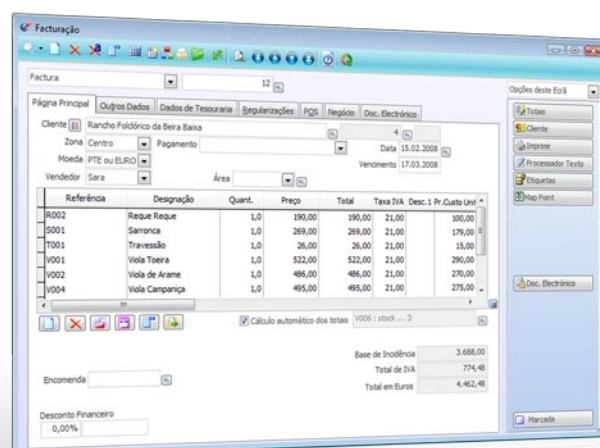 Facturação
Factura 12
Opções deste Ecrã
Página Principal Outros Dados Dados de Tesouraria Regularizações POS Negócio Doc. Electrónico
Totais
Cliente Rancho Foldórico da Beira Baixa 4
Cliente
Zona Centro Pagamento Data 15.02.2008
Imprimir
Moeda PTE ou EURO Vencimento 17.03.2008
Processador Texto
Vendedor Sara Área
Etiquetas
Map Point
Referência Designação Quant. Preço Total Taxa IVA Desc.1 Pr.Custo Unit
R002 Reque Reque 1,0 190,00 190,00 21,00 100,00
S001 Sarronca 1,0 269,00 269,00 21,00 179,00
T001 Travessão 1,0 26,00 26,00 21,00 15,00
V001 Viola Toeira 1,0 522,00 522,00 21,00 290,00
V002 Viola de Arame 1,0 486,00 486,00 21,00 270,00
V004 Viola Campaniça 1,0 495,00 495,00 21,00 275,00
Doc. Electrónico
Cálculo automático dos totais V006 : stock ... 3
Base de Incidência 3.688,00
Total de IVA 774,48
Encomenda Total em Euros 4.462,48
Desconto Financeiro
0,00%
Marcada